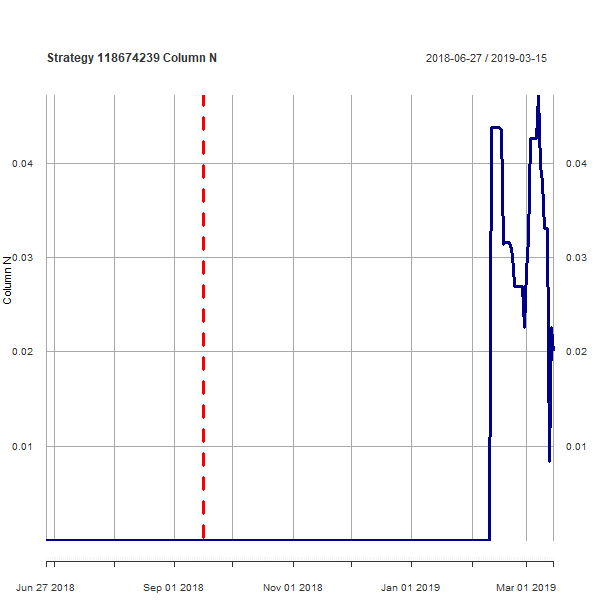 Strategy 118674239 Column N
2018-06-27 / 2019-03-15
0.04
0.04
0.03
0.03
Column N
0.02
0.02
0.01
0.01
Jun 27 2018
Sep 01 2018
Nov 01 2018
Jan 01 2019
Mar 01 2019